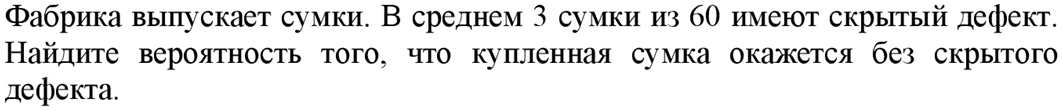 Фабрика выпускает сумки. В среднем 3 сумки из 60 имеют скрытый дефект.
Найдите вероятность того, что купленная сумка окажется без скрытого
дефекта.